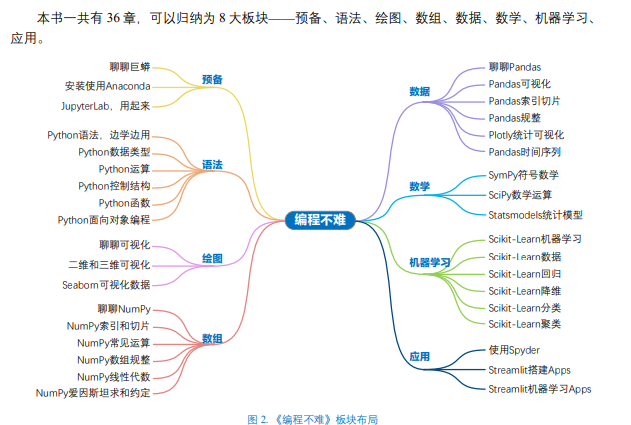 本书一共有 36 章，可以归纳为 8 大板块——预备、语法、绘图、数组、数据、数学、机器学习、
应用。
编程不难
预备
聊聊巨蟒
安装使用Anaconda
JupyterLab，用起来
语法
Python语法，边学边用
Python数据类型
Python运算
Python控制结构
Python函数
Python面向对象编程
绘图
聊聊可视化
二维和三维可视化
Seaborn可视化数据
数组
聊聊NumPy
NumPy索引和切片
NumPy常见运算
NumPy数组规整
NumPy线性代数
NumPy爱因斯坦求和约定
数据
聊聊Pandas
Pandas可视化
Pandas索引切片
Pandas规整
Plotly统计可视化
Pandas时间序列
数学
SymPy符号数学
SciPy数学运算
Statsmodels统计模型
机器学习
Scikit-Learn机器学习
Scikit-Learn数据
Scikit-Learn回归
Scikit-Learn降维
Scikit-Learn分类
Scikit-Learn聚类
应用
使用Spyder
Streamlit搭建Apps
Streamlit机器学习Apps
图 2.《编程不难》板块布局